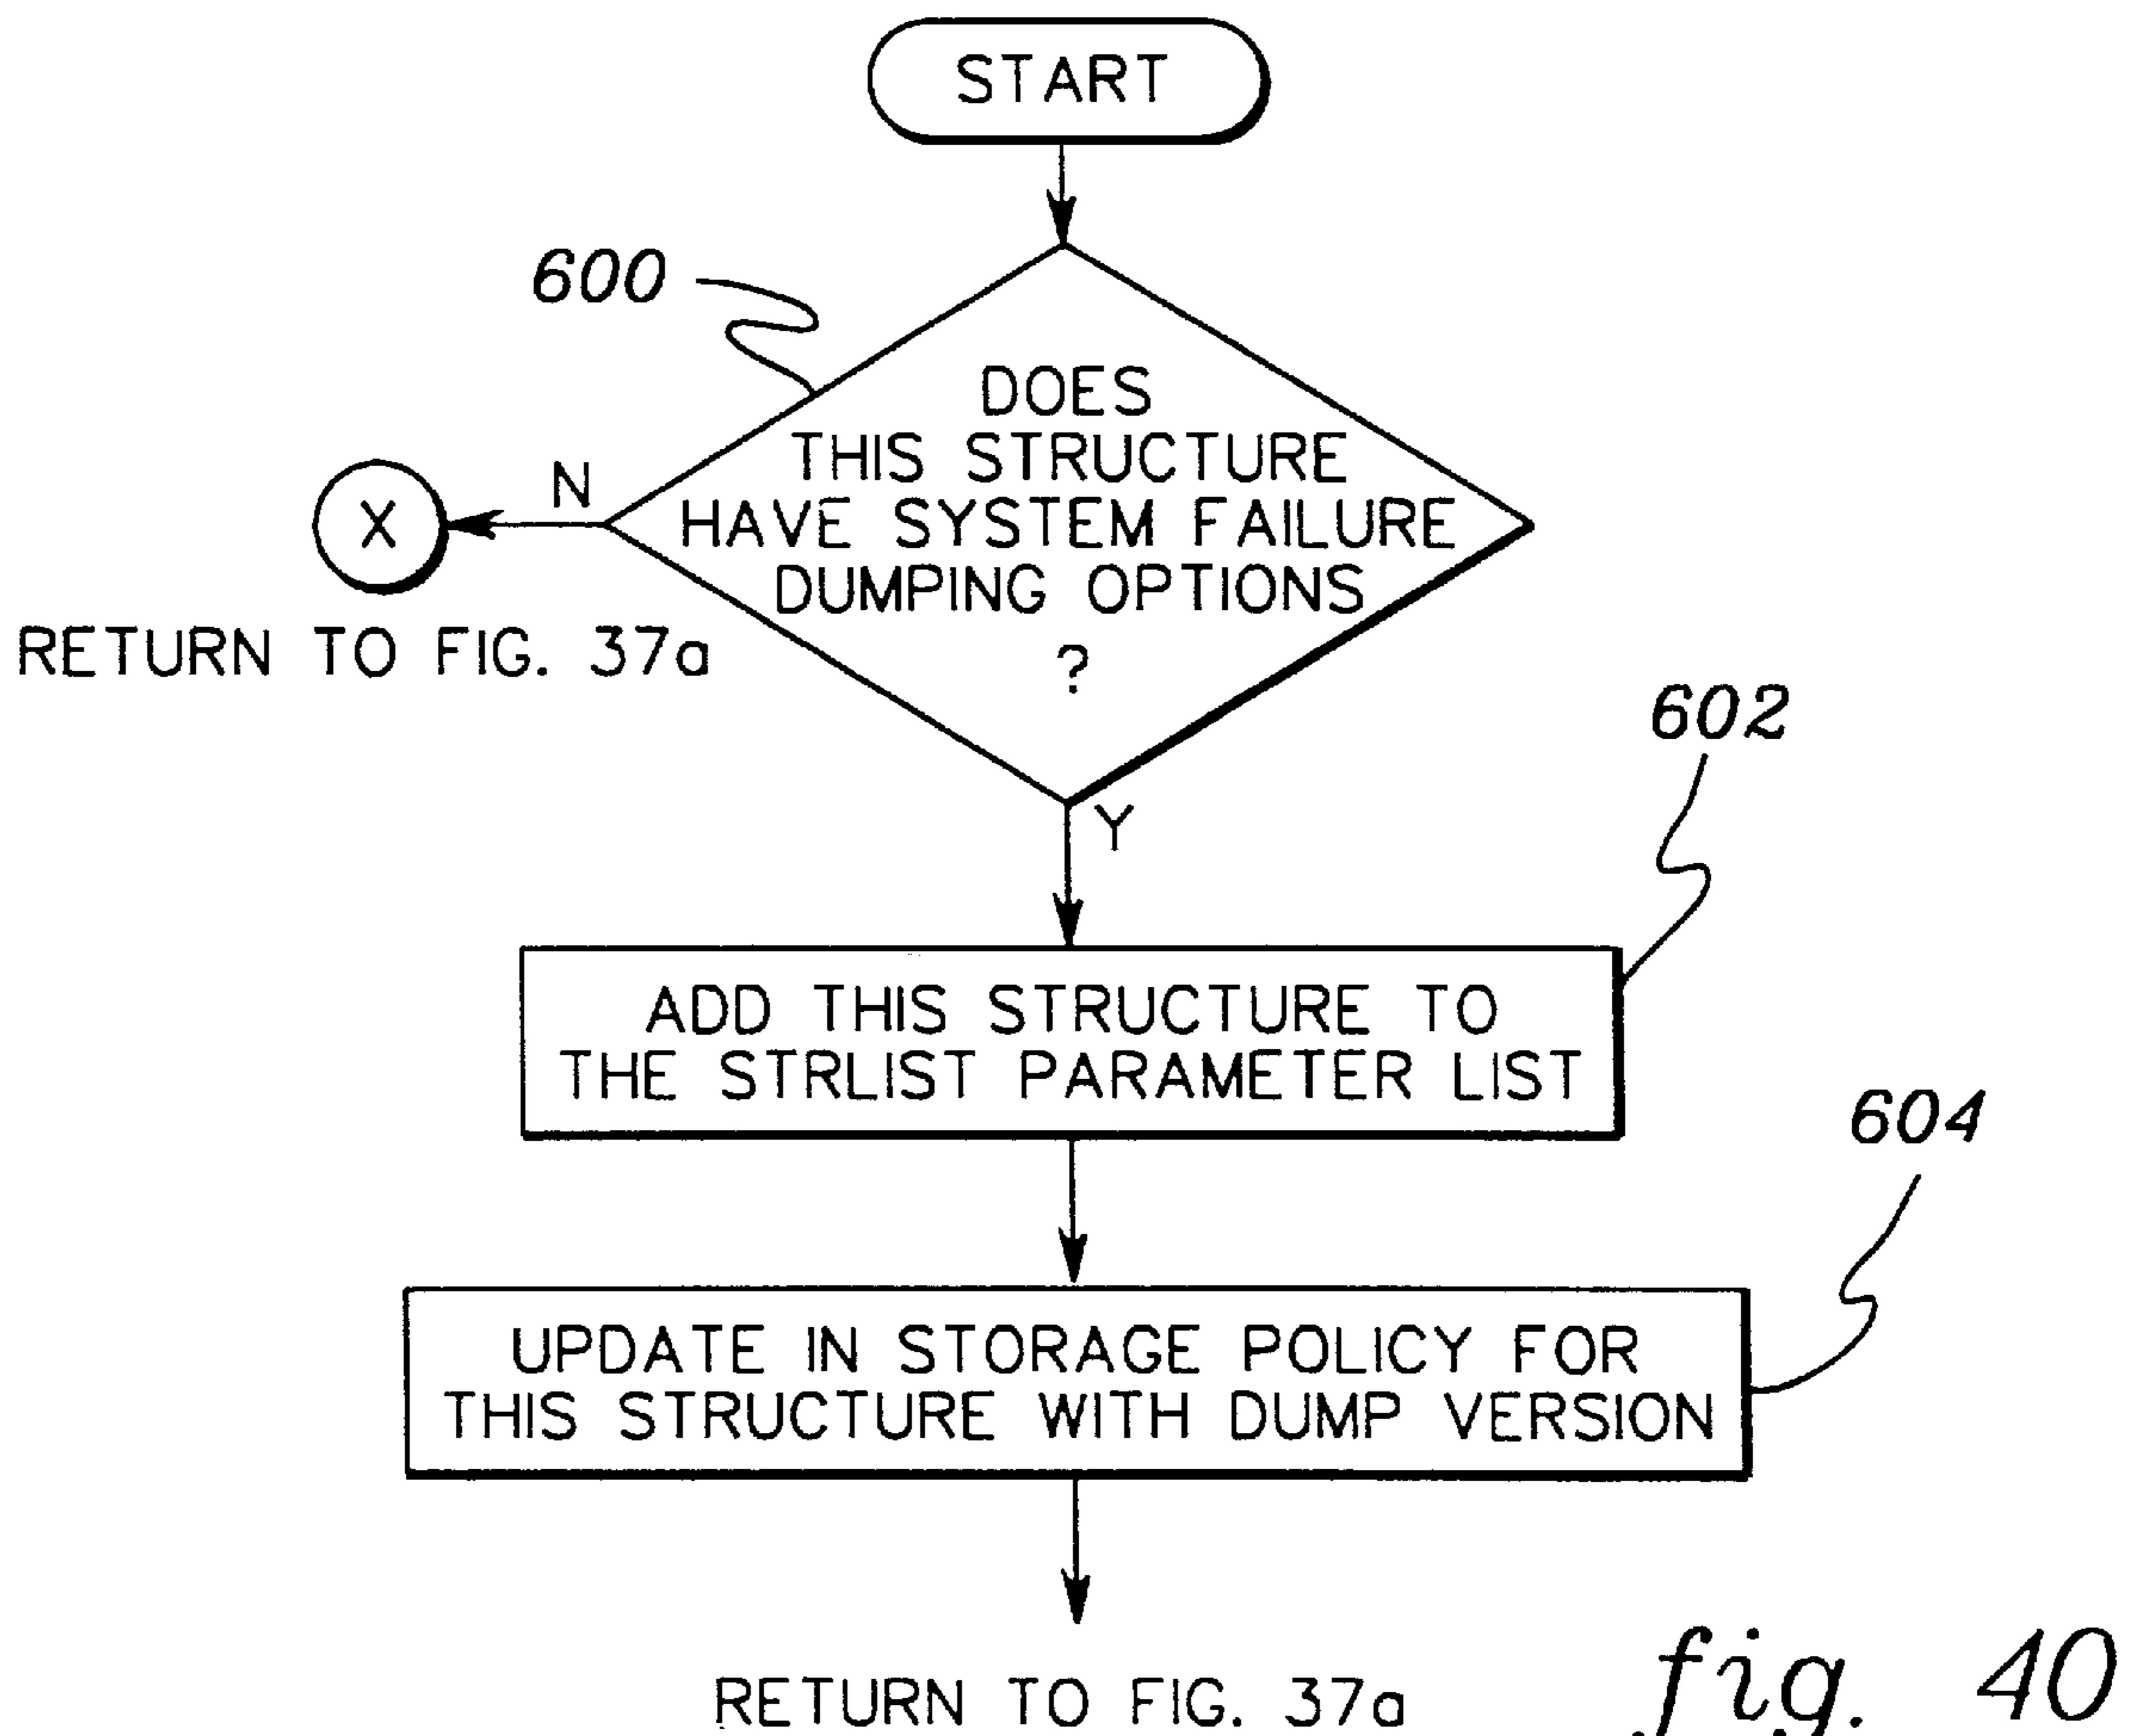 START
600
DOES
THIS STRUCTURE
HAVE SYSTEM FAILURE
DUMPING OPTIONS
?
N
X
RETURN TO FIG. 37a
Y
602
ADD THIS STRUCTURE TO
THE STRLIST PARAMETER LIST
604
UPDATE IN STORAGE POLICY FOR
THIS STRUCTURE WITH DUMP VERSION
RETURN TO FIG. 37a
fig. 40